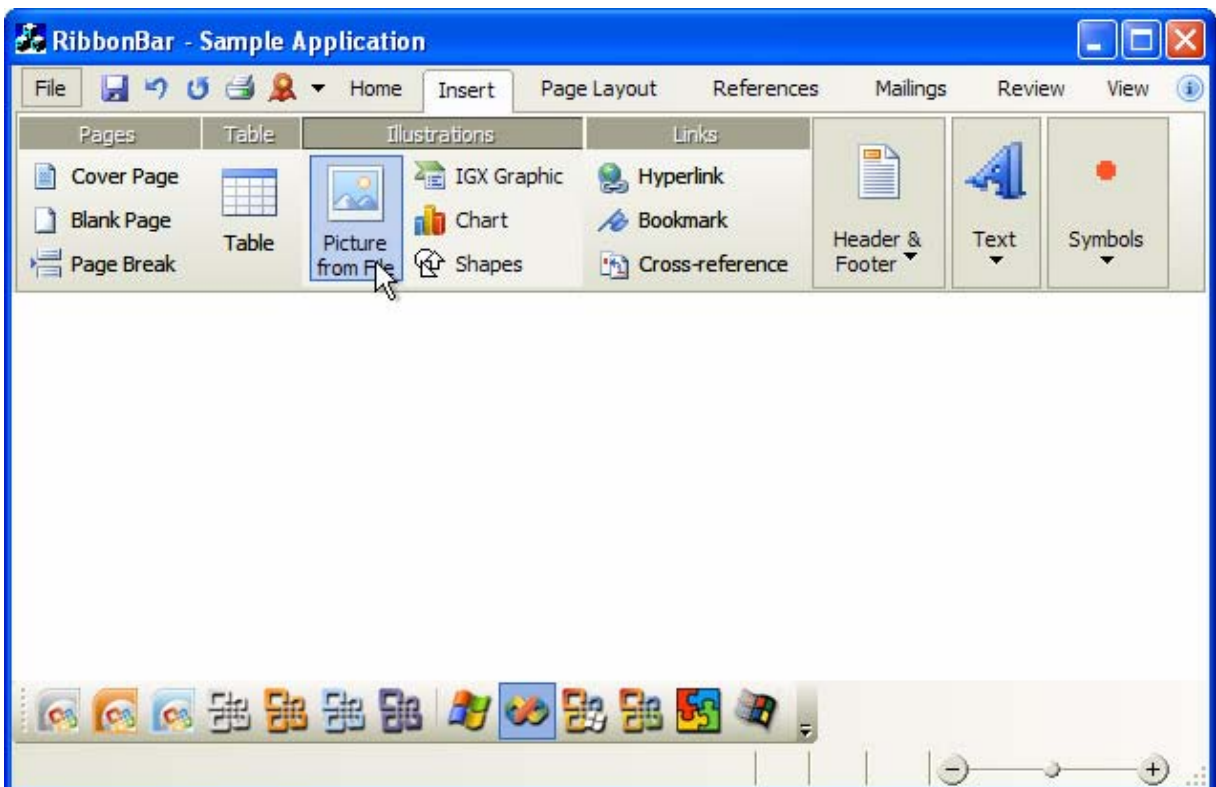 RibbonBar - Sample Application
File Home Insert Page Layout References Mailings Review View
Pages Table Illustrations Links
Cover Page
Blank Page
Page Break
Table
Picture
from File
IGX Graphic
Chart
Shapes
Hyperlink
Bookmark
Cross-reference
Header &
Footer
Text
Symbols